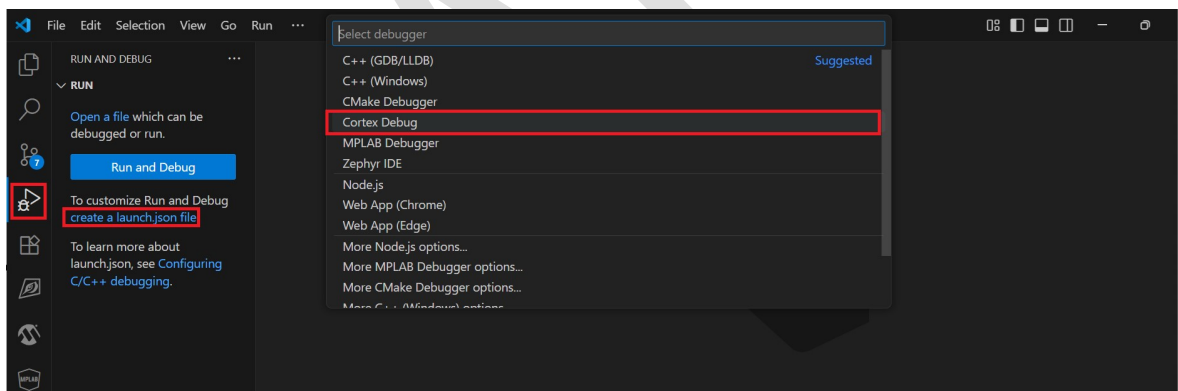 File Edit Selection View Go Run ···
Select debugger
RUN AND DEBUG ···
RUN
Open a file which can be
debugged or run.
Run and Debug
To customize Run and Debug
create a launch.json file
To learn more about
launch.json, see Configuring
C/C++ debugging.
7
MPLAB
C++ (GDB/LLDB) Suggested
C++ (Windows)
CMake Debugger
Cortex Debug
MPLAB Debugger
Zephyr IDE
Node.js
Web App (Chrome)
Web App (Edge)
More Node.js options...
More MPLAB Debugger options...
More CMake Debugger options...
More C++ (Windows) options